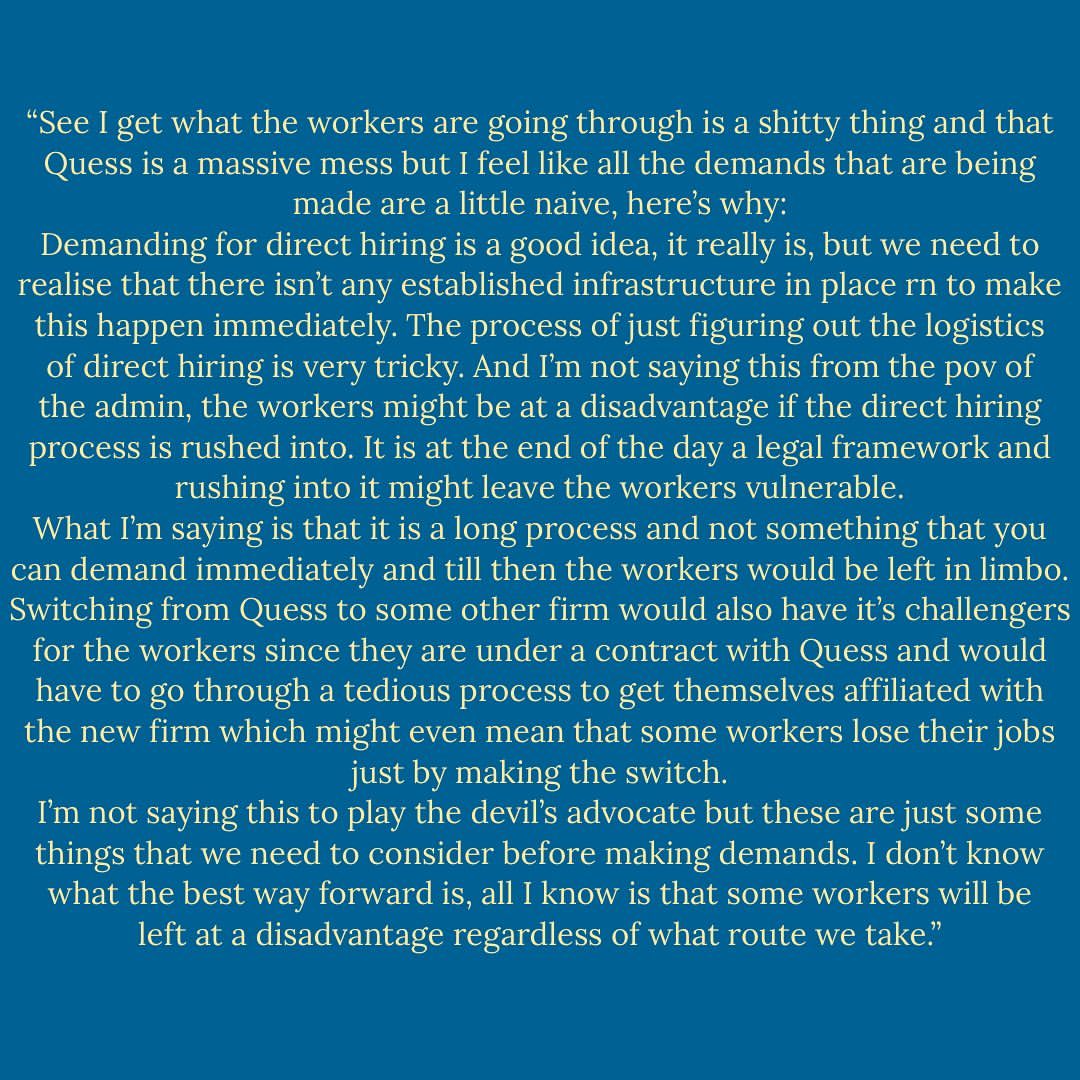 “See I get what the workers are going through is a shitty thing and that
Quess is a massive mess but I feel like all the demands that are being
made are a little naive, here’s why:
Demanding for direct hiring is a good idea, it really is, but we need to
realise that there isn’t any established infrastructure in place rn to make
this happen immediately. The process of just figuring out the logistics
of direct hiring is very tricky. And I’m not saying this from the pov of
the admin, the workers might be at a disadvantage if the direct hiring
process is rushed into. It is at the end of the day a legal framework and
rushing into it might leave the workers vulnerable.
What I’m saying is that it is a long process and not something that you
can demand immediately and till then the workers would be left in limbo.
Switching from Quess to some other firm would also have it’s challengers
for the workers since they are under a contract with Quess and would
have to go through a tedious process to get themselves affiliated with
the new firm which might even mean that some workers lose their jobs
just by making the switch.
I’m not saying this to play the devil’s advocate but these are just some
things that we need to consider before making demands. I don’t know
what the best way forward is, all I know is that some workers will be
left at a disadvantage regardless of what route we take.”